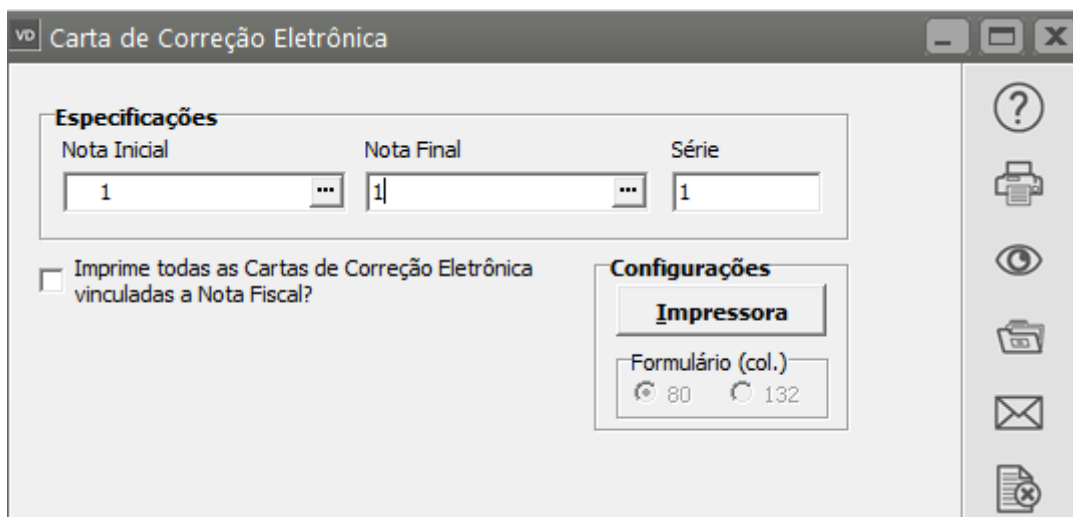 VD Carta de Correção Eletrônica
Especificações
Nota Inicial Nota Final Série
1 ... 1 ... 1
Imprime todas as Cartas de Correção Eletrônica
vinculadas a Nota Fiscal?
Configurações
Impressora
Formulário (col.)
80 132